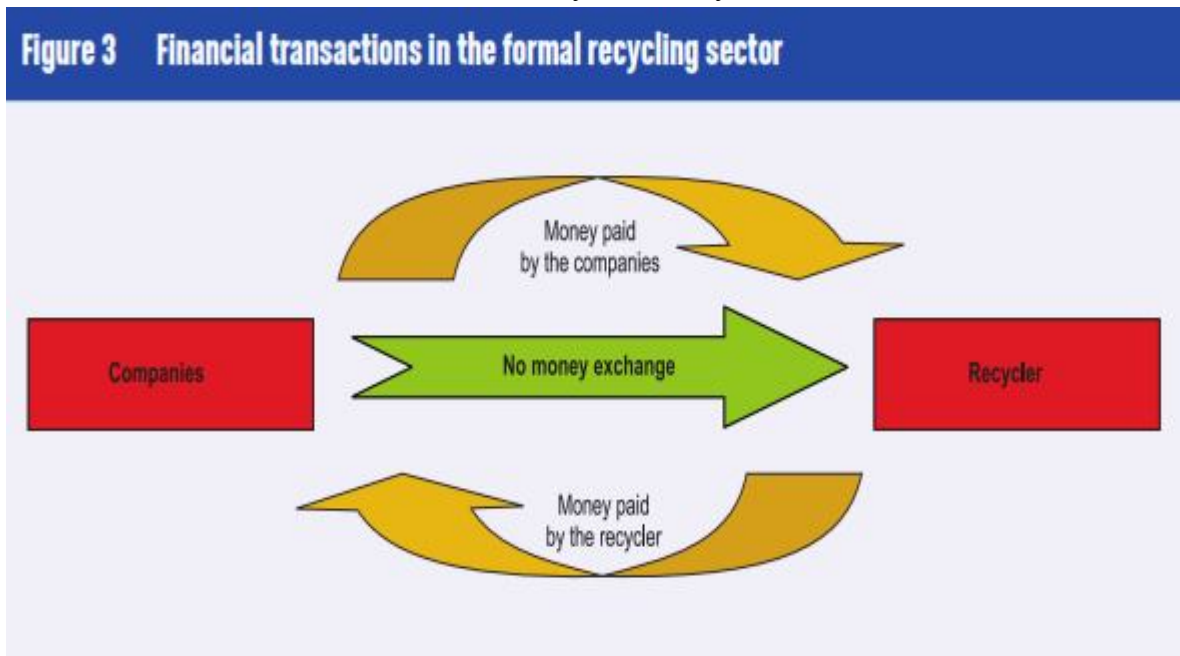 Figure 3 Financial transactions in the formal recycling sector
Money paid
by the companies
Companies
No money exchange
Recycler
Money paid
by the recycler